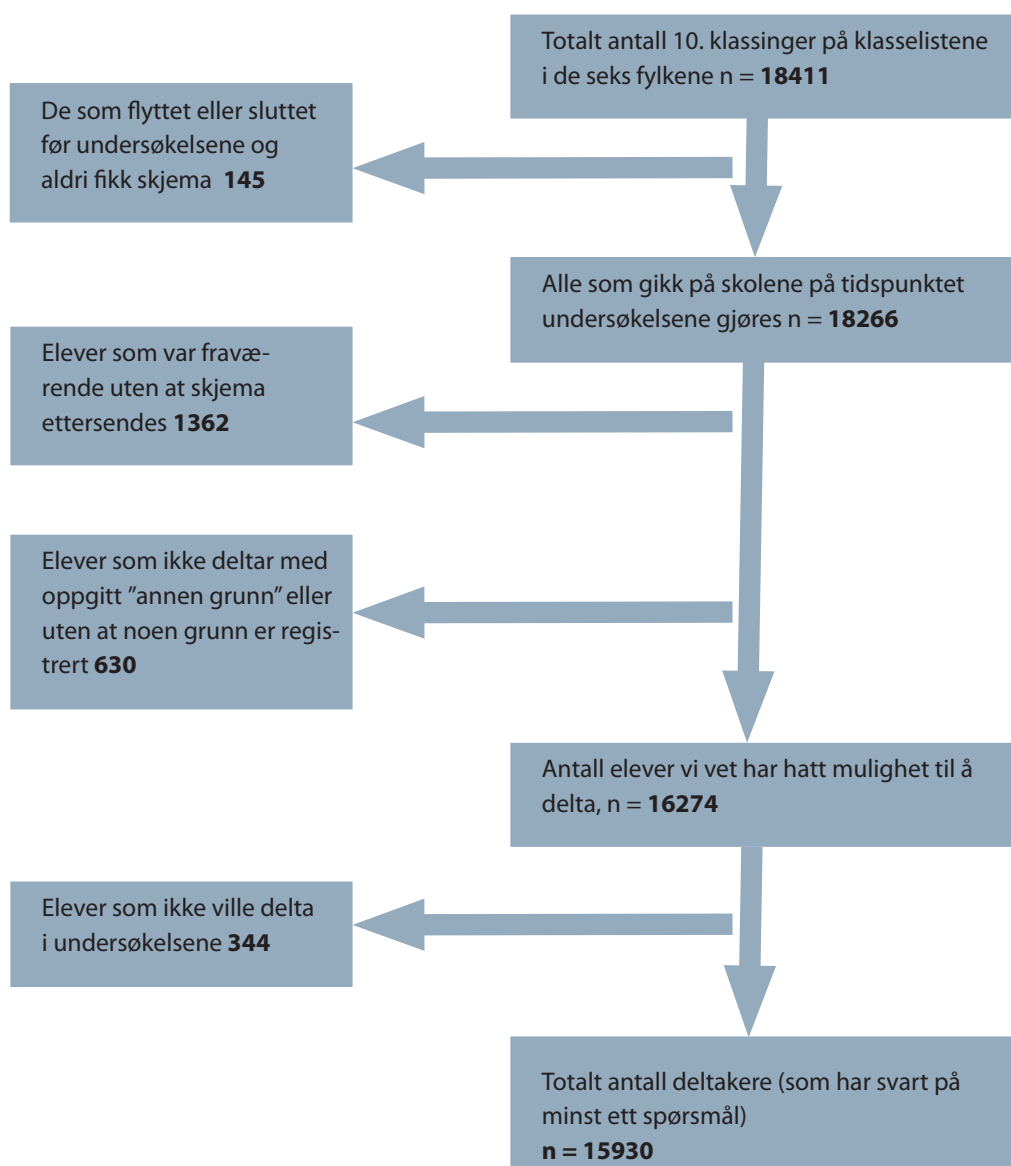 Totalt antall 10. klassinger på klasselistene
i de seks fylkene n = 18411
De som flyttet eller sluttet
før undersøkelsene og
aldri fikk skjema 145
Alle som gikk på skolene på tidspunktet
undersøkelsene gjøres n = 18266
Elever som var fravæ-
rende uten at skjema
ettersendes 1362
Elever som ikke deltar med
oppgitt ”annen grunn” eller
uten at noen grunn er regis-
trert 630
Antall elever vi vet har hatt mulighet til å
delta, n = 16274
Elever som ikke ville delta
i undersøkelsene 344
Totalt antall deltakere (som har svart på
minst ett spørsmål)
n = 15930